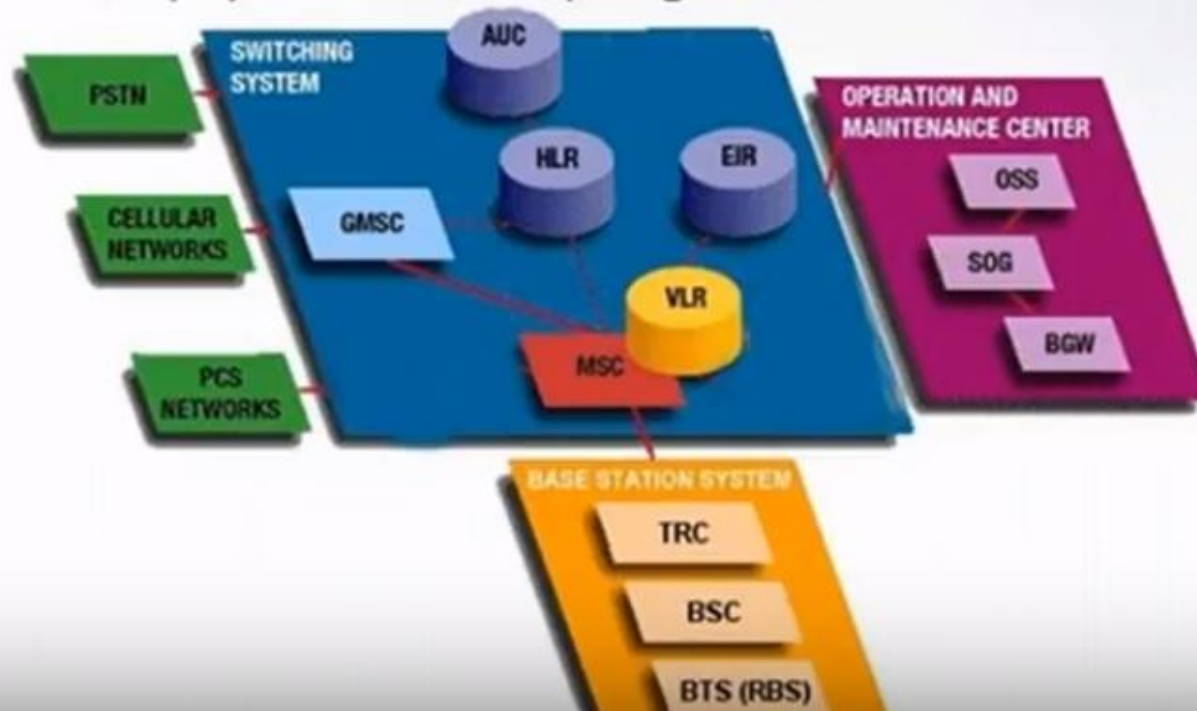 SWITCHING
SYSTEM
AUC
PSTN
OPERATION AND
MAINTENANCE CENTER
HLR
EIR
OSS
CELLULAR
NETWORKS
GMSC
SOG
VLR
BGW
MSC
PCS
NETWORKS
BASE STATION SYSTEM
TRC
BSC
BTS (RBS)